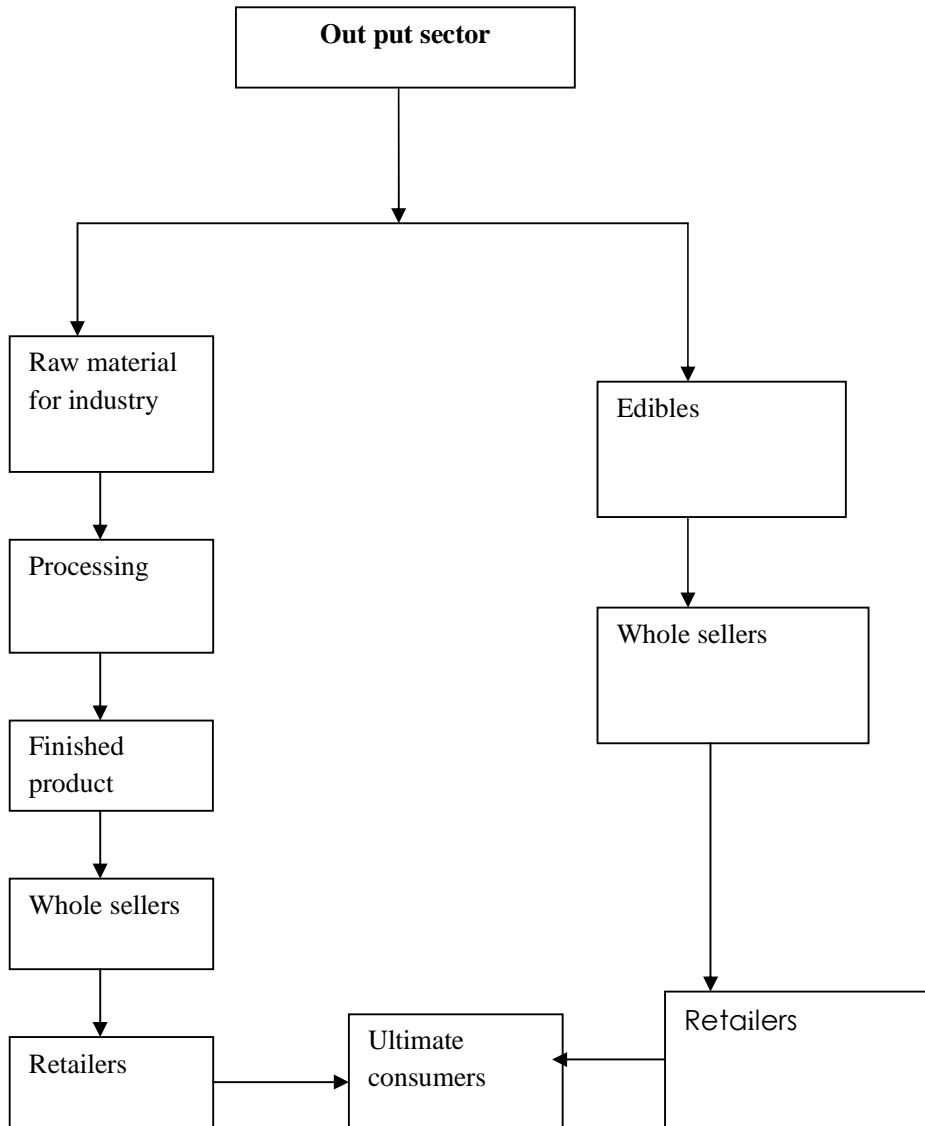 Out put sector
Raw material
for industry
Edibles
Processing
Whole sellers
Finished
product
Whole sellers
Retailers
Ultimate
consumers
Retailers